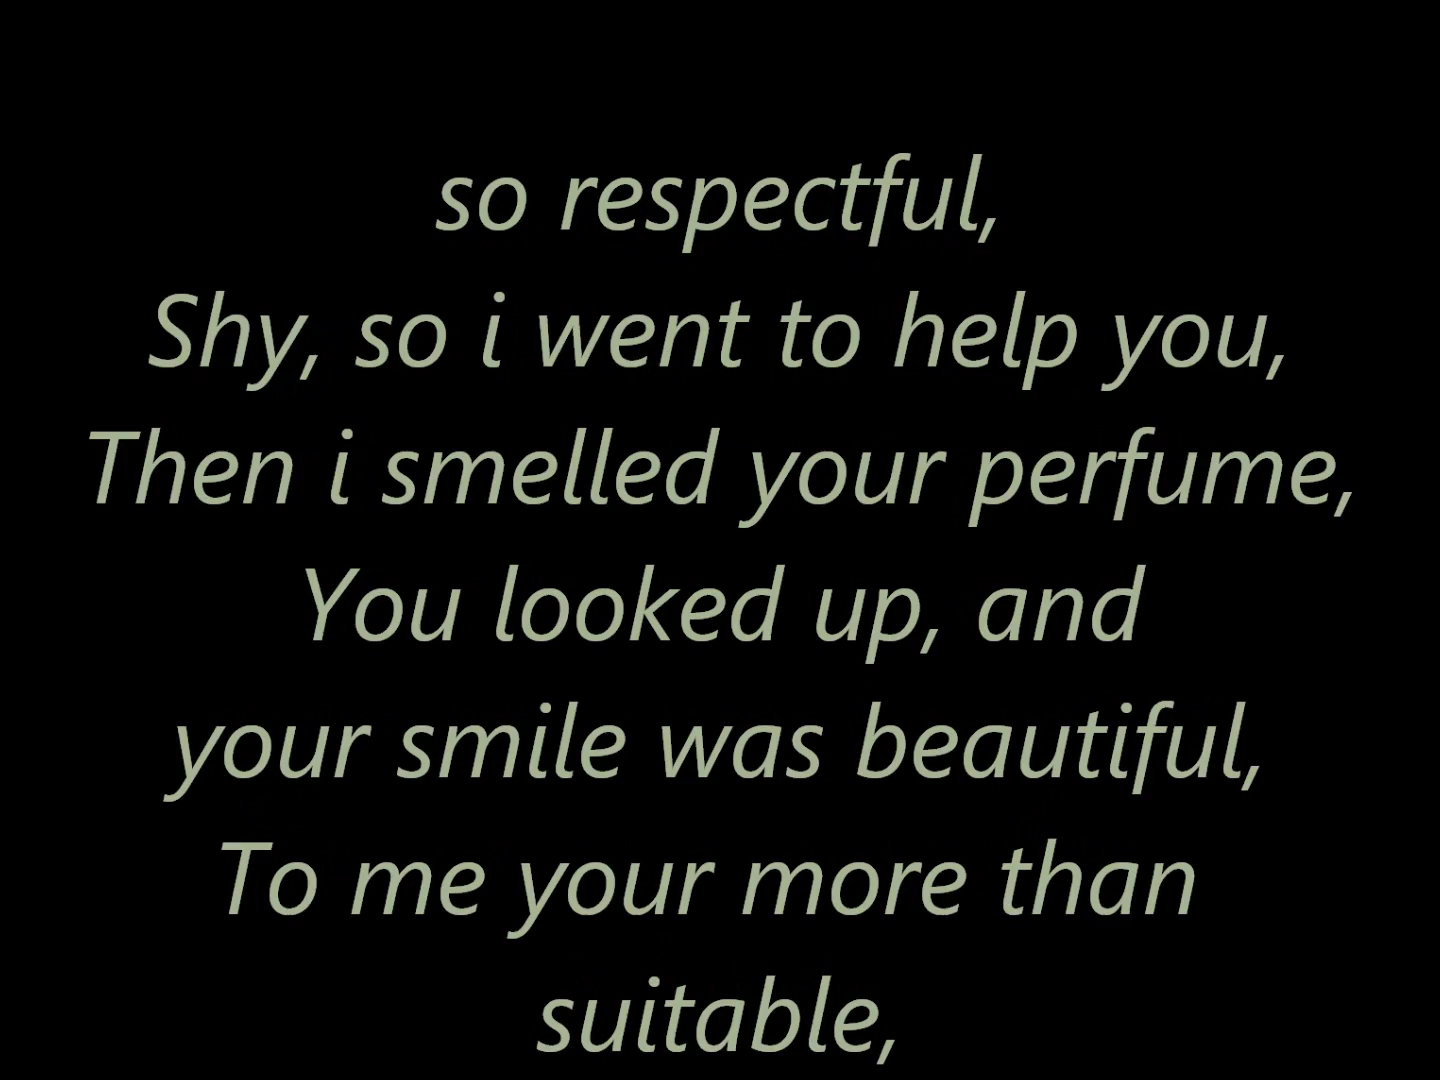 so respectful,
Shy, so i went to help you,
Then i smelled your perfume,
You looked up, and
your smile was beautiful,
To me your more than
suitable,